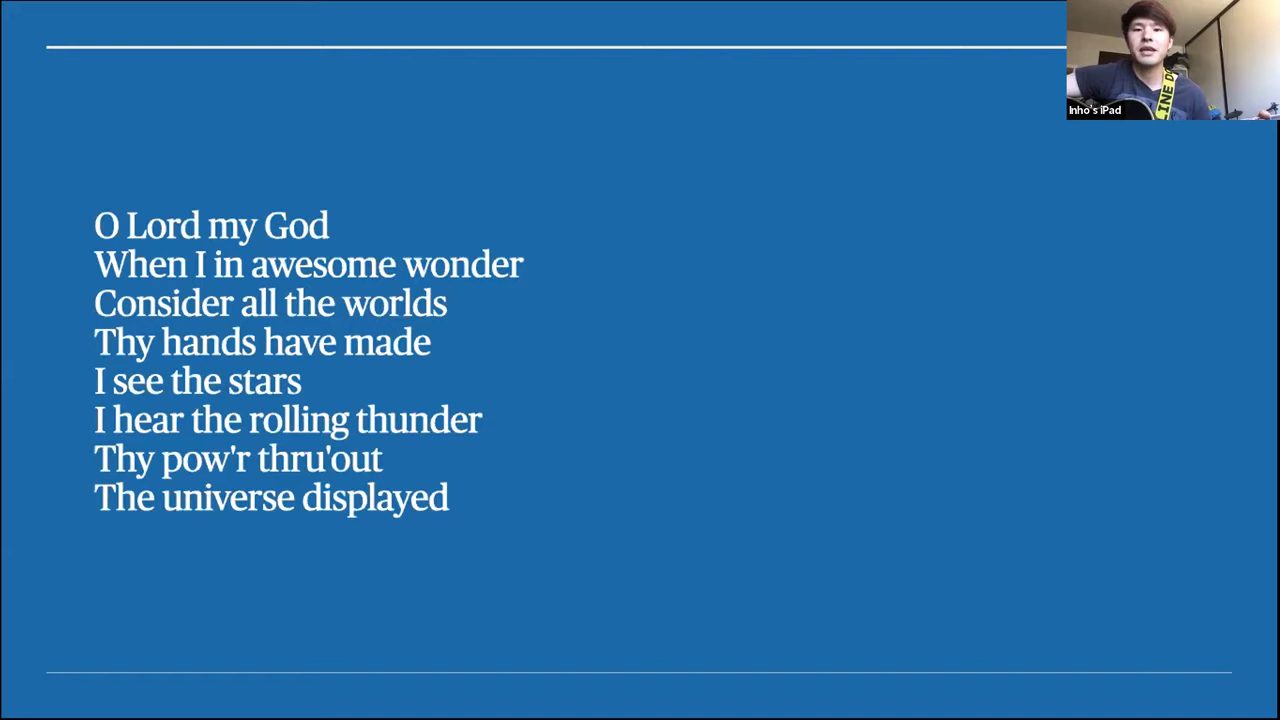 O Lord my God
When I in awesome wonder
Consider all the worlds
Thy hands have made
I see the stars
I hear the rolling thunder
Thy pow'r thru'out
The universe displayed
Inho's iPad
LINE